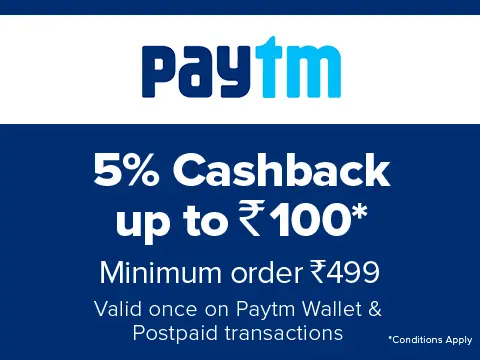 paytm
5% Cashback
up to ₹100*
Minimum order ₹499
Valid once on Paytm Wallet &
Postpaid transactions
*Conditions Apply